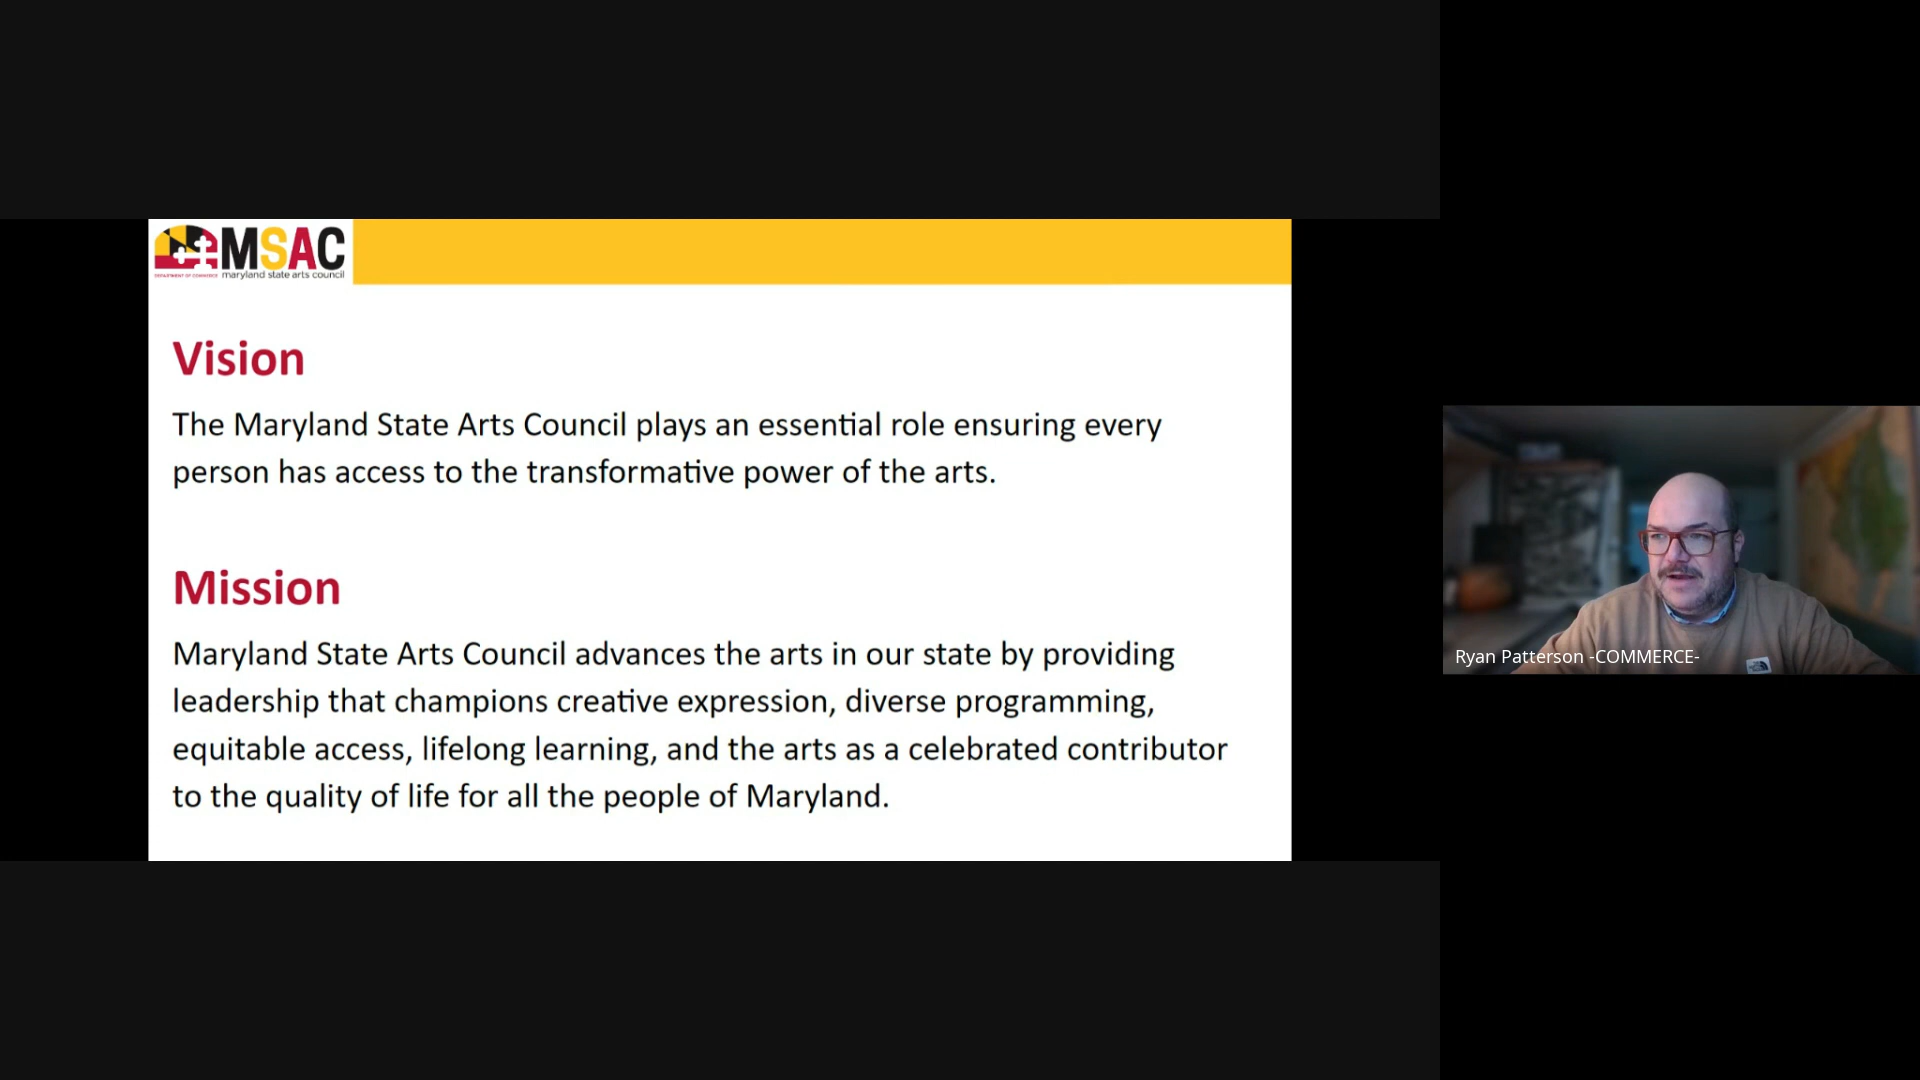 MSAC
DEPARTMENT OF COMMERCE maryland state arts council
Vision
The Maryland State Arts Council plays an essential role ensuring every
person has access to the transformative power of the arts.
Mission
Maryland State Arts Council advances the arts in our state by providing
leadership that champions creative expression, diverse programming,
equitable access, lifelong learning, and the arts as a celebrated contributor
to the quality of life for all the people of Maryland.
Ryan Patterson -COMMERCE-